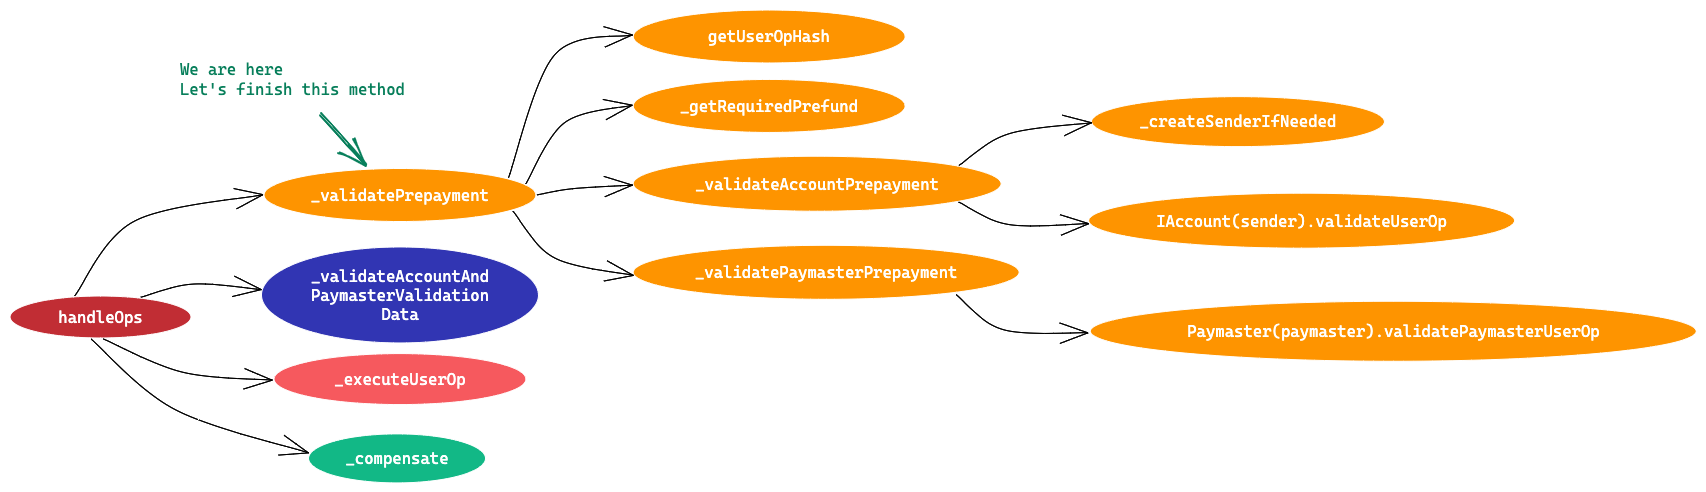 We are here
Let's finish this method
getUserOpHash
_getRequiredPrefund
_createSenderIfNeeded
_validatePrepayment
_validateAccountPrepayment
IAccount(sender).validateUserOp
_validateAccountAnd
PaymasterValidation
Data
_validatePaymasterPrepayment
handleOps
Paymaster(paymaster).validatePaymasterUserOp
_executeUserOp
_compensate